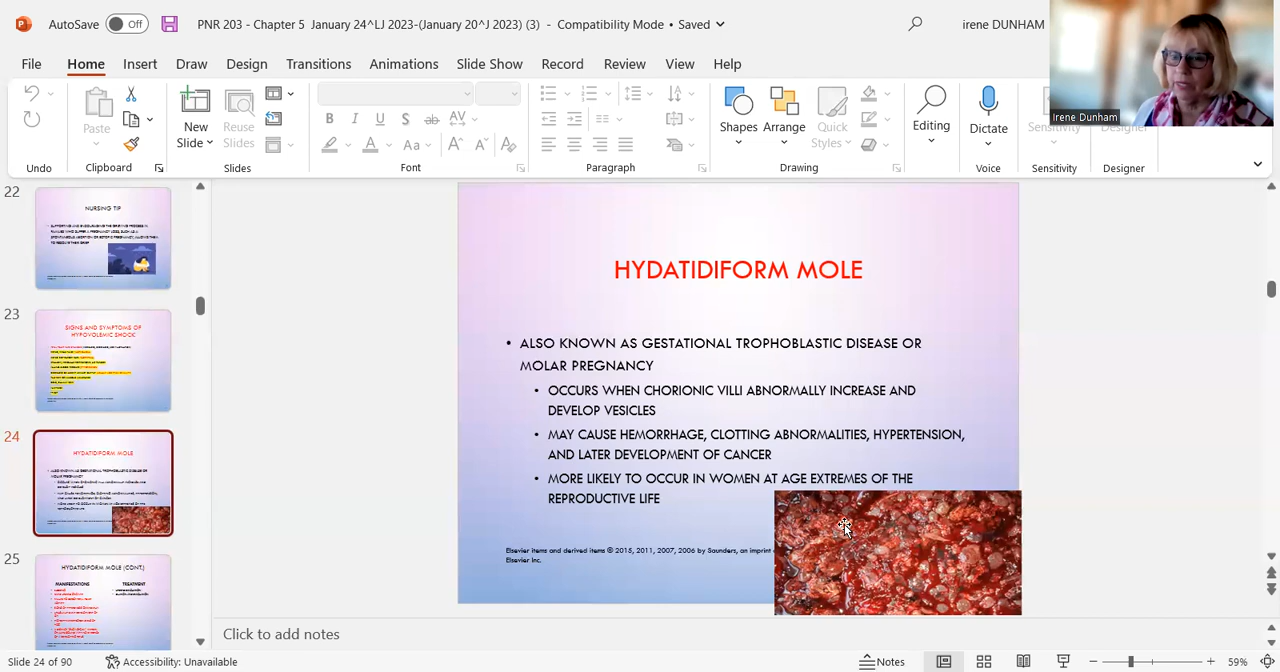 AutoSave Off PNR 203 - Chapter 5 January 24^LJ 2023-(January 20^J 2023) (3) - Compatibility Mode • Saved irene DUNHAM
File Home Insert Draw Design Transitions Animations Slide Show Record Review View Help
Irene Dunham
Paste
New
Slide
Reuse
Slides
Shapes
Arrange
Quick
Styles
Editing
Dictate
Sensitivity
Designer
Undo Clipboard Slides Font Paragraph Drawing Voice Sensitivity Designer
22
NURSING TIP
23
SIGNS AND SYMPTOMS OF
HYPOVOLEMIC SHOCK
24
HYDATIDIFORM MOLE
25
HYDATIDIFORM MOLE (CONT.)
MANIFESTATIONS TREATMENT
HYDATIDIFORM MOLE
• ALSO KNOWN AS GESTATIONAL TROPHOBLASTIC DISEASE OR
MOLAR PREGNANCY
• OCCURS WHEN CHORIONIC VILLI ABNORMALLY INCREASE AND
DEVELOP VESICLES
• MAY CAUSE HEMORRHAGE, CLOTTING ABNORMALITIES, HYPERTENSION,
AND LATER DEVELOPMENT OF CANCER
• MORE LIKELY TO OCCUR IN WOMEN AT AGE EXTREMES OF THE
REPRODUCTIVE LIFE
Elsevier items and derived items © 2015, 2011, 2007, 2006 by Saunders, an imprint
Elsevier Inc.
Click to add notes
Slide 24 of 90 Accessibility: Unavailable Notes 59%